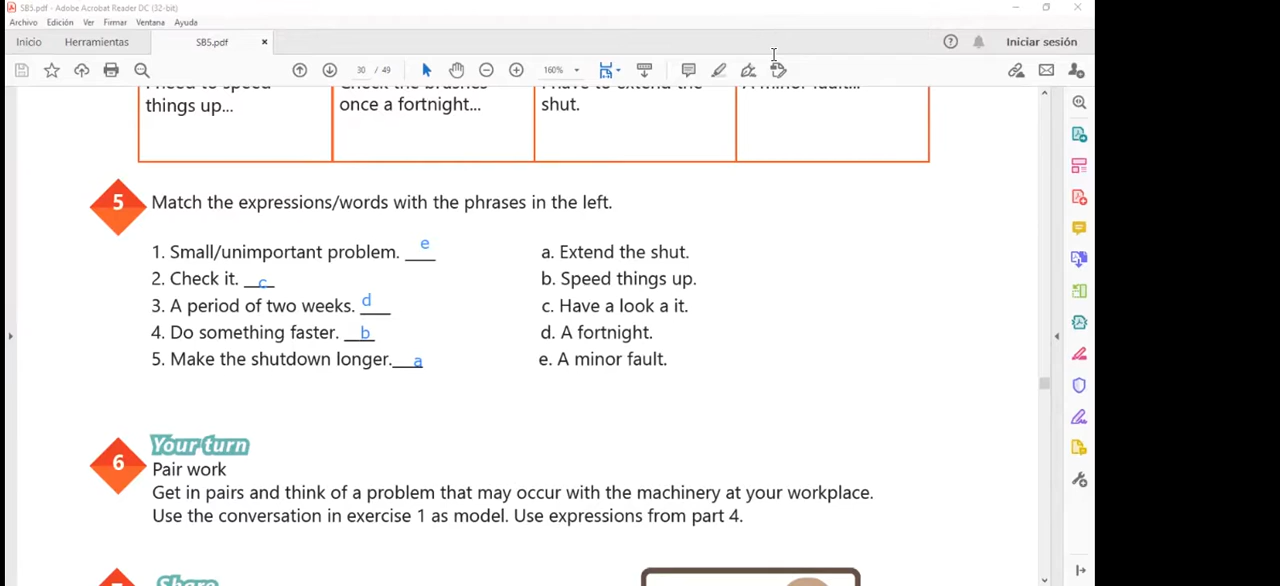 SB5.pdf - Adobe Acrobat Reader DC (32-bit)
Archivo Edición Ver Firmar Ventana Ayuda
Inicio Herramientas SB5.pdf × Iniciar sesión
30 / 49 160%
things up...
once a fortnight...
shut.
5 Match the expressions/words with the phrases in the left.
1. Small/unimportant problem. e a. Extend the shut.
2. Check it. c b. Speed things up.
3. A period of two weeks. d c. Have a look a it.
4. Do something faster. b d. A fortnight.
5. Make the shutdown longer. a e. A minor fault.
6 Your turn
Pair work
Get in pairs and think of a problem that may occur with the machinery at your workplace.
Use the conversation in exercise 1 as model. Use expressions from part 4.